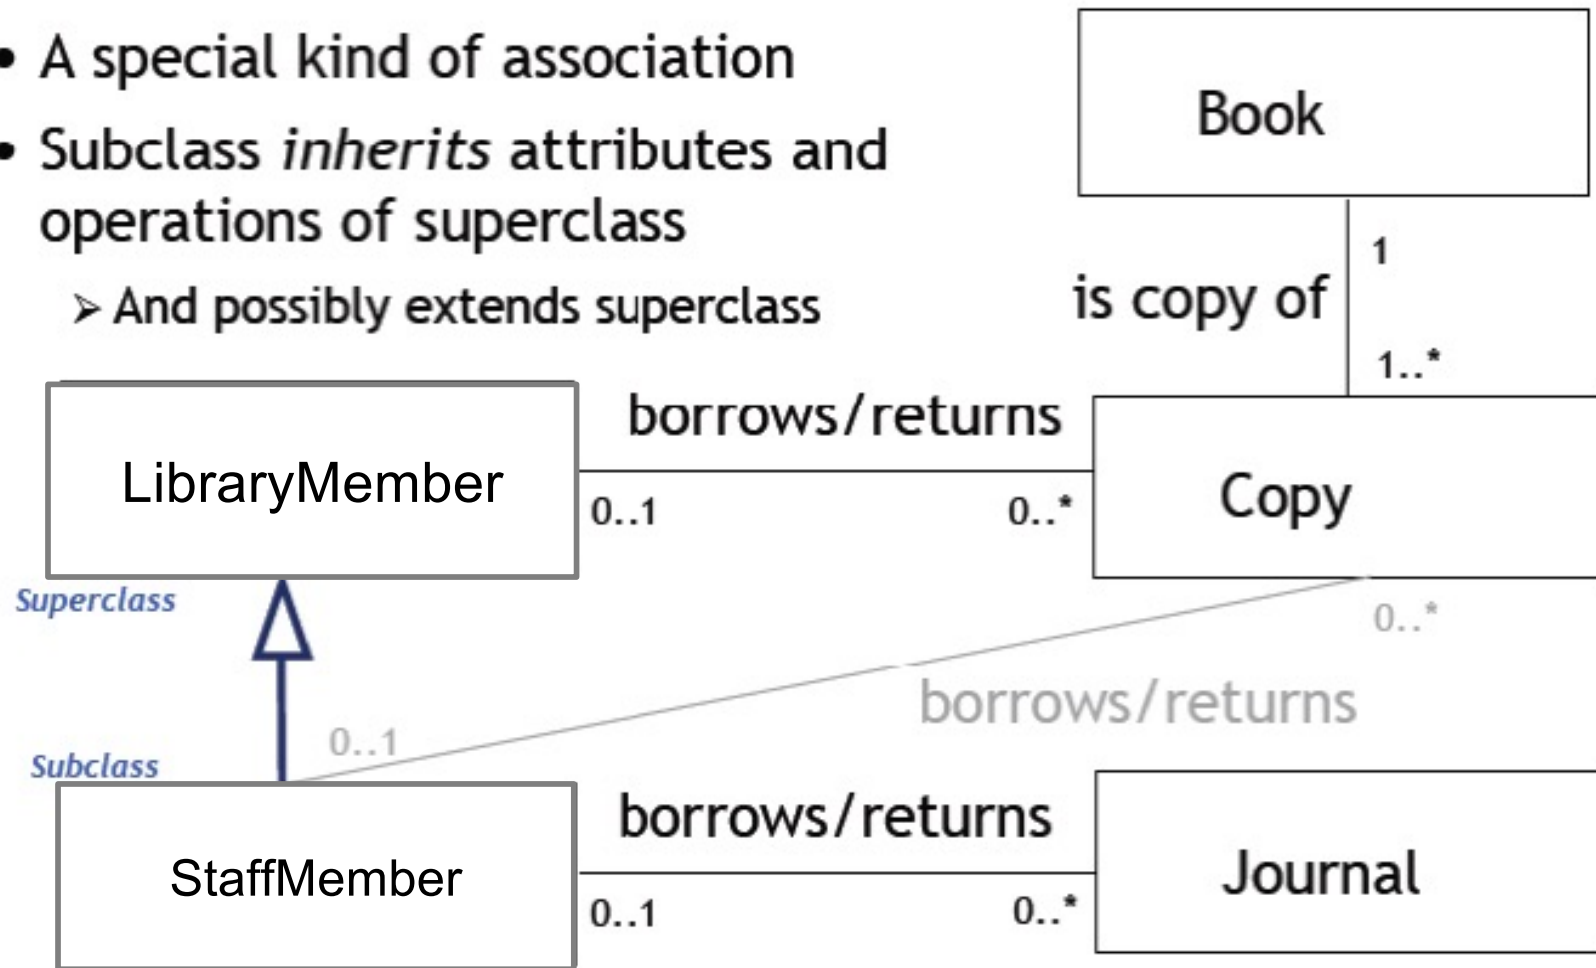 • A special kind of association
• Subclass inherits attributes and
operations of superclass
➢ And possibly extends superclass
Book
1
is copy of
1..*
borrows/returns
LibraryMember
0..1
0..*
Copy
Superclass
0..*
borrows/returns
0..1
Subclass
borrows/returns
StaffMember
0..1
0..*
Journal